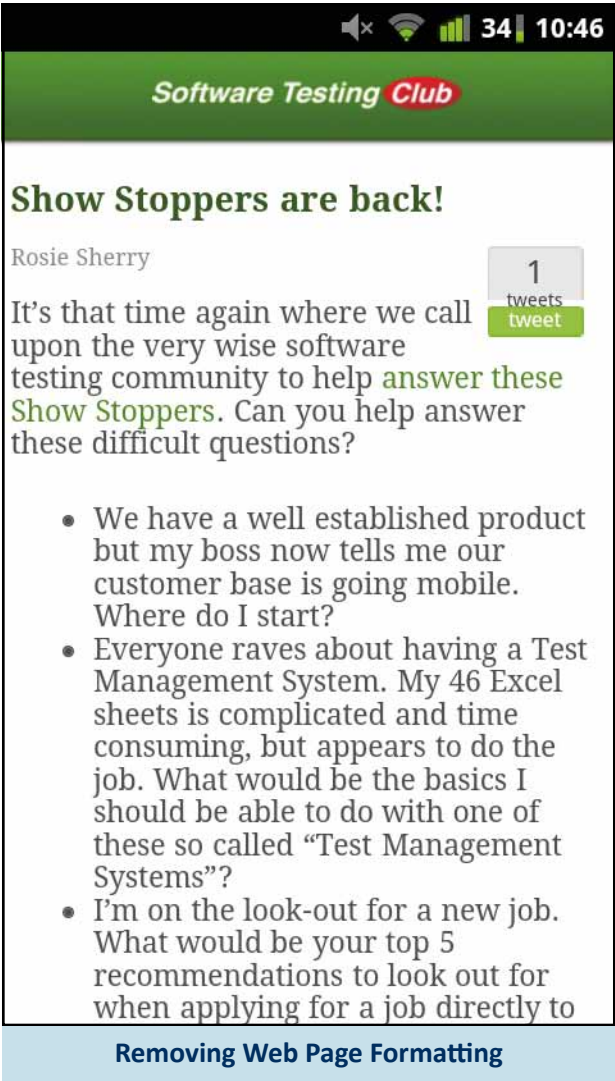 34 10:46
Software Testing Club
Show Stoppers are back!
Rosie Sherry
1
tweets
tweet
It’s that time again where we call
upon the very wise software
testing community to help answer these
Show Stoppers. Can you help answer
these difficult questions?
• We have a well established product
but my boss now tells me our
customer base is going mobile.
Where do I start?
• Everyone raves about having a Test
Management System. My 46 Excel
sheets is complicated and time
consuming, but appears to do the
job. What would be the basics I
should be able to do with one of
these so called “Test Management
Systems”?
• I’m on the look-out for a new job.
What would be your top 5
recommendations to look out for
when applying for a job directly to
Removing Web Page Formatting